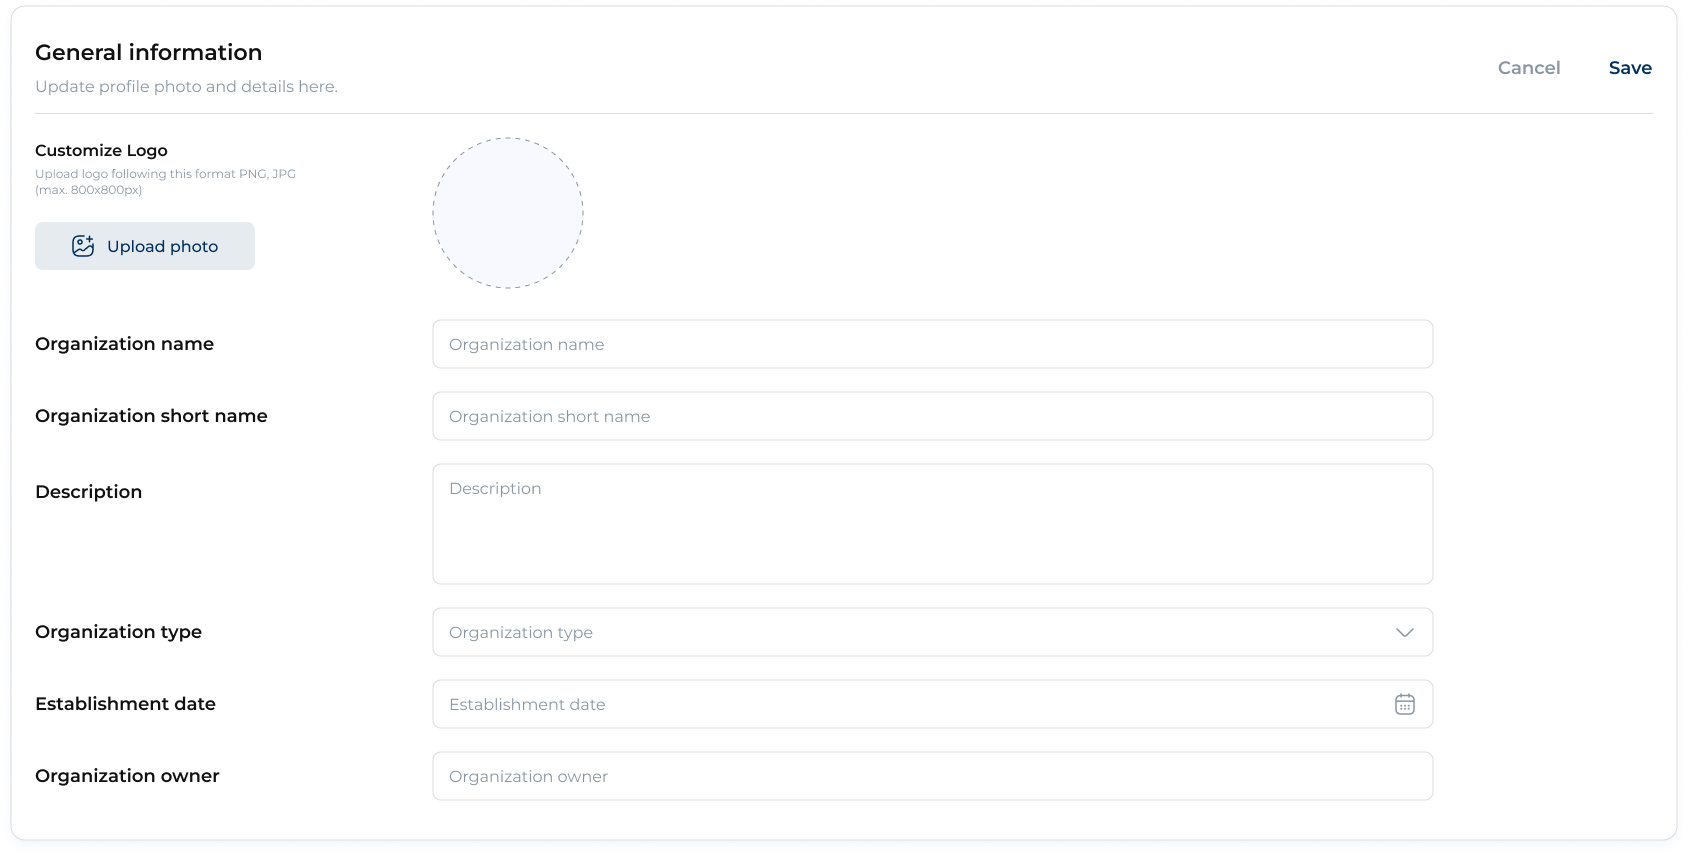 General information
Update profile photo and details here.
Cancel
Save
Customize Logo
Upload logo following this format PNG, JPG
(max. 800x800px)
Upload photo
Organization name
Organization name
Organization short name
Organization short name
Description
Description
Organization type
Organization type
Establishment date
Establishment date
Organization owner
Organization owner